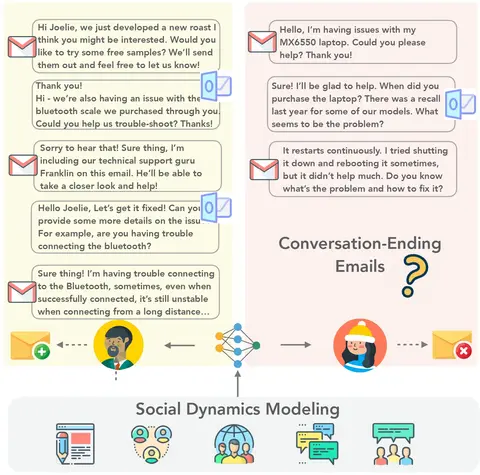 Hi Joelie, we just developed a new roast I
think you might be interested. Would you
like to try some free samples? We'll send
them out and feel free to let us know!
Thank you!
Hi - we're also having an issue with the
bluetooth scale we purchased through you.
Could you help us trouble-shoot? Thanks!
Sorry to hear that! Sure thing, I'm
including our technical support guru
Franklin on this email. He'll be able to
take a closer look and help!
Hello Joelie, Let's get it fixed! Can you
provide some more details on the issu
For example, are you having trouble
connecting the bluetooth?
Sure thing! I'm having trouble connecting
to the Bluetooth, sometimes, even when
successfully connected, it's still unstable
when connecting from a long distance…
Hello, I'm having issues with my
MX6550 laptop. Could you please
help? Thank you!
Sure! I'll be glad to help. When did you
purchase the laptop? There was a recall
last year for some of our models. What
seems to be the problem?
It restarts continuously. I tried shutting
it down and rebooting it sometimes,
but it didn't help much. Do you know
what's the problem and how to fix it?
Conversation-Ending
Emails
?
Social Dynamics Modeling